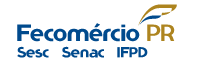 Fecomércio PR
Sesc Senac IFPD